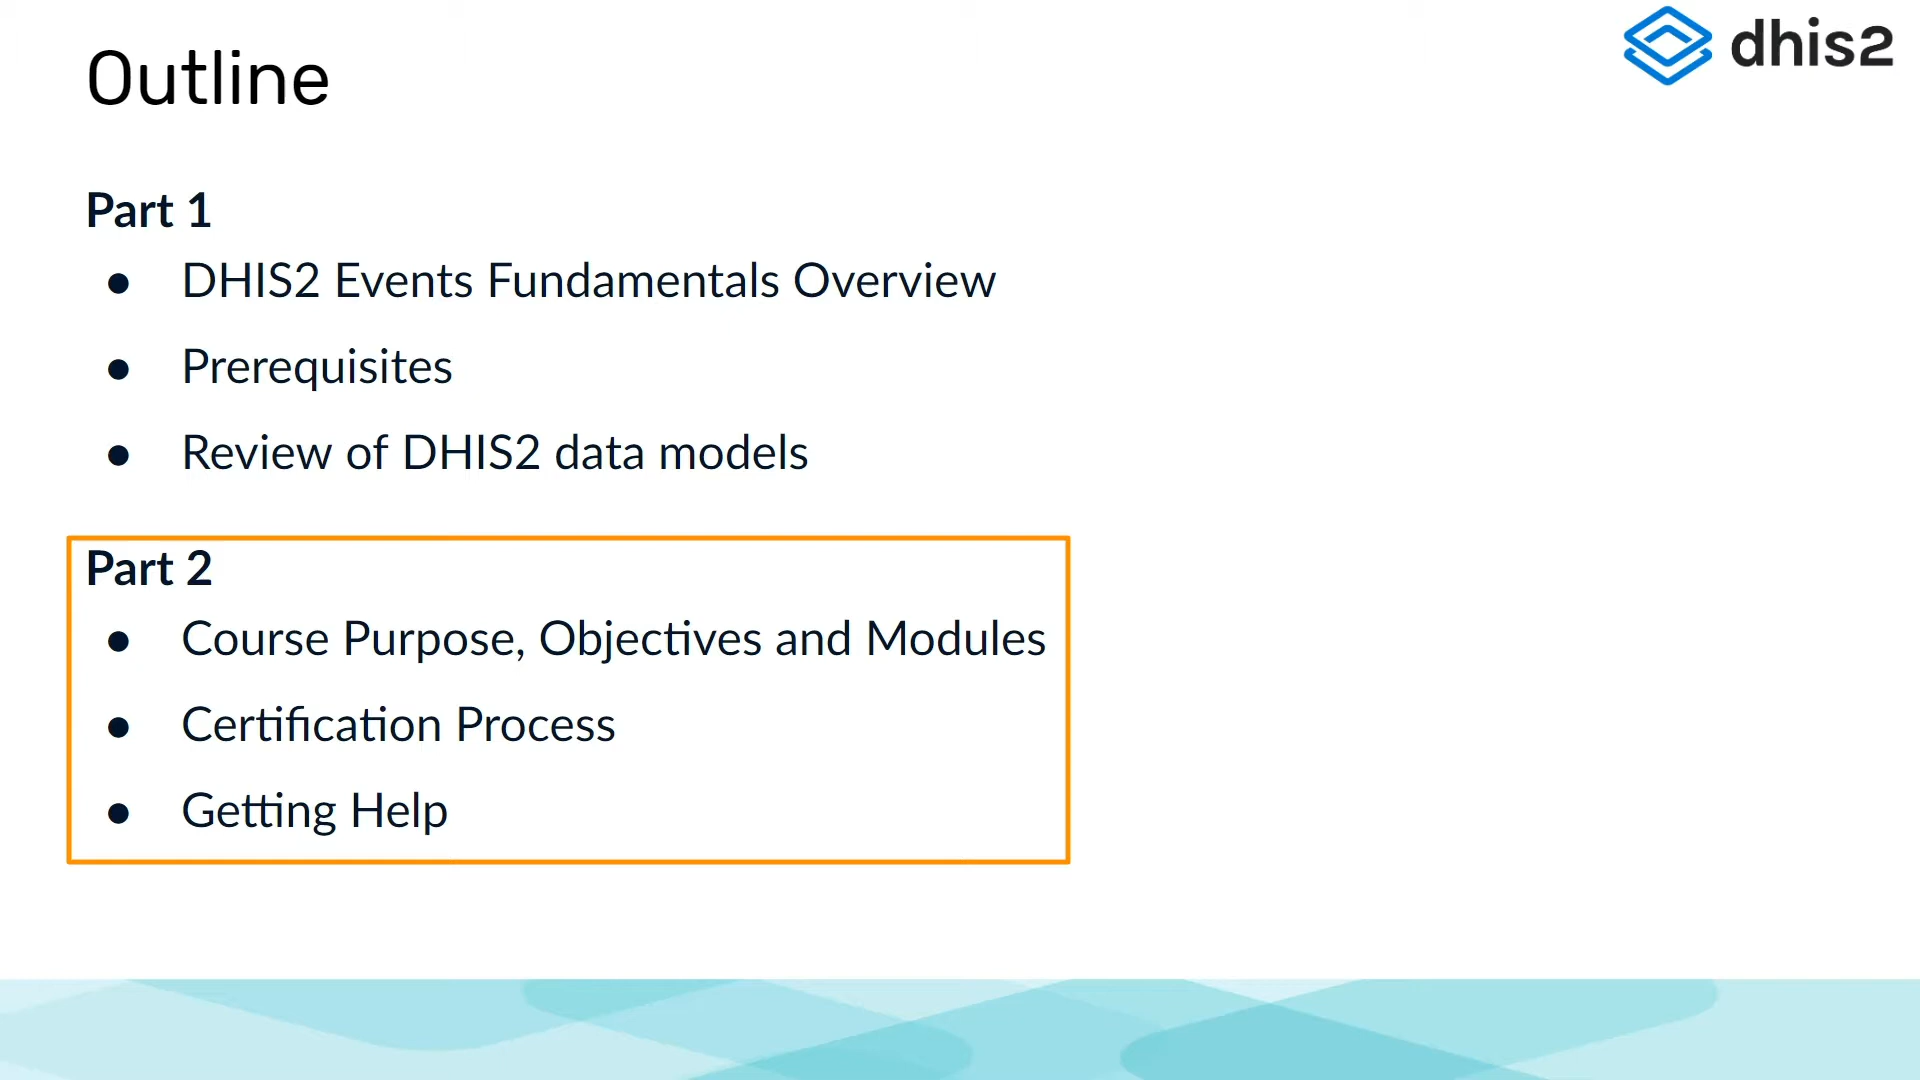 Outline
dhis2
Part 1
● DHIS2 Events Fundamentals Overview
● Prerequisites
● Review of DHIS2 data models
Part 2
● Course Purpose, Objectives and Modules
● Certification Process
● Getting Help